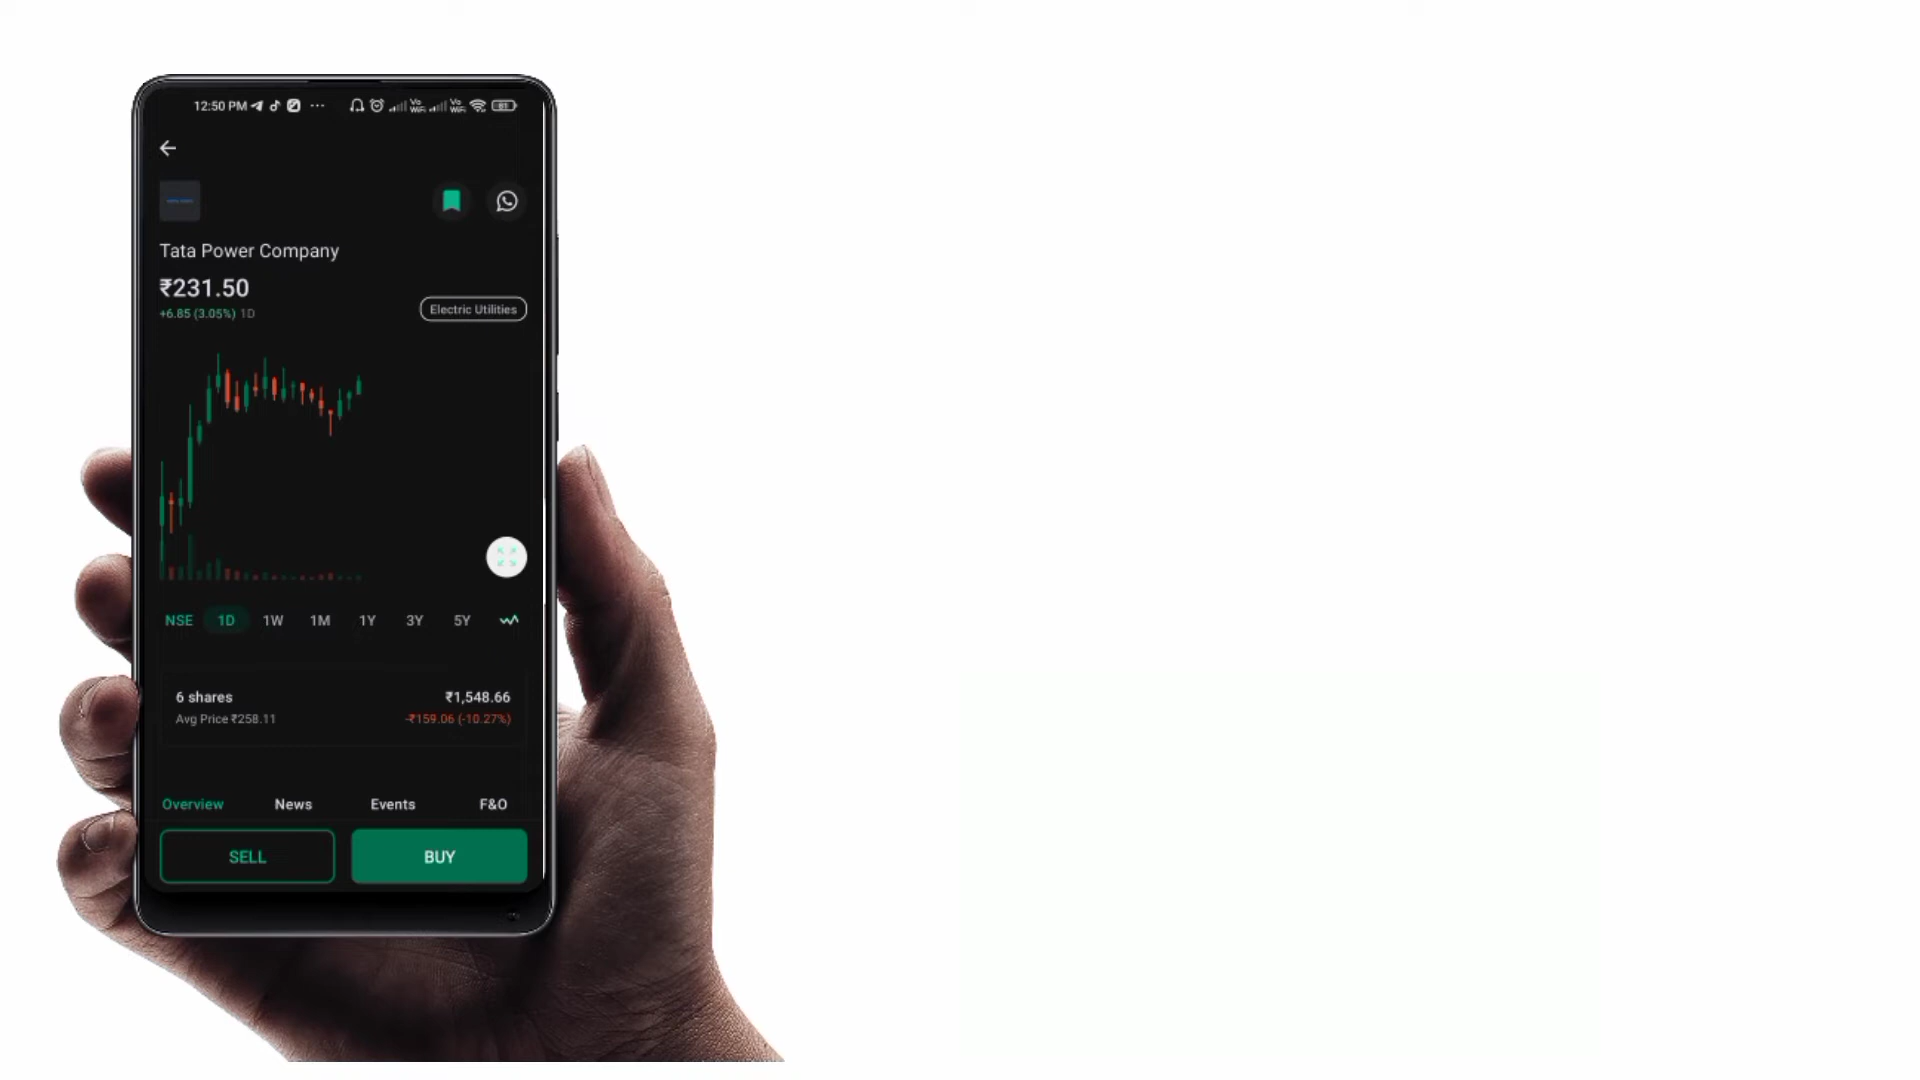 12:50 PM
Tata Power Company
₹231.50
+6.85 (3.05%) 1D
Electric Utilities
NSE 1D 1W 1M 1Y 3Y 5Y
6 shares ₹1,548.66
Avg Price ₹258.11 -₹159.06 (-10.27%)
Overview News Events F&O
SELL BUY